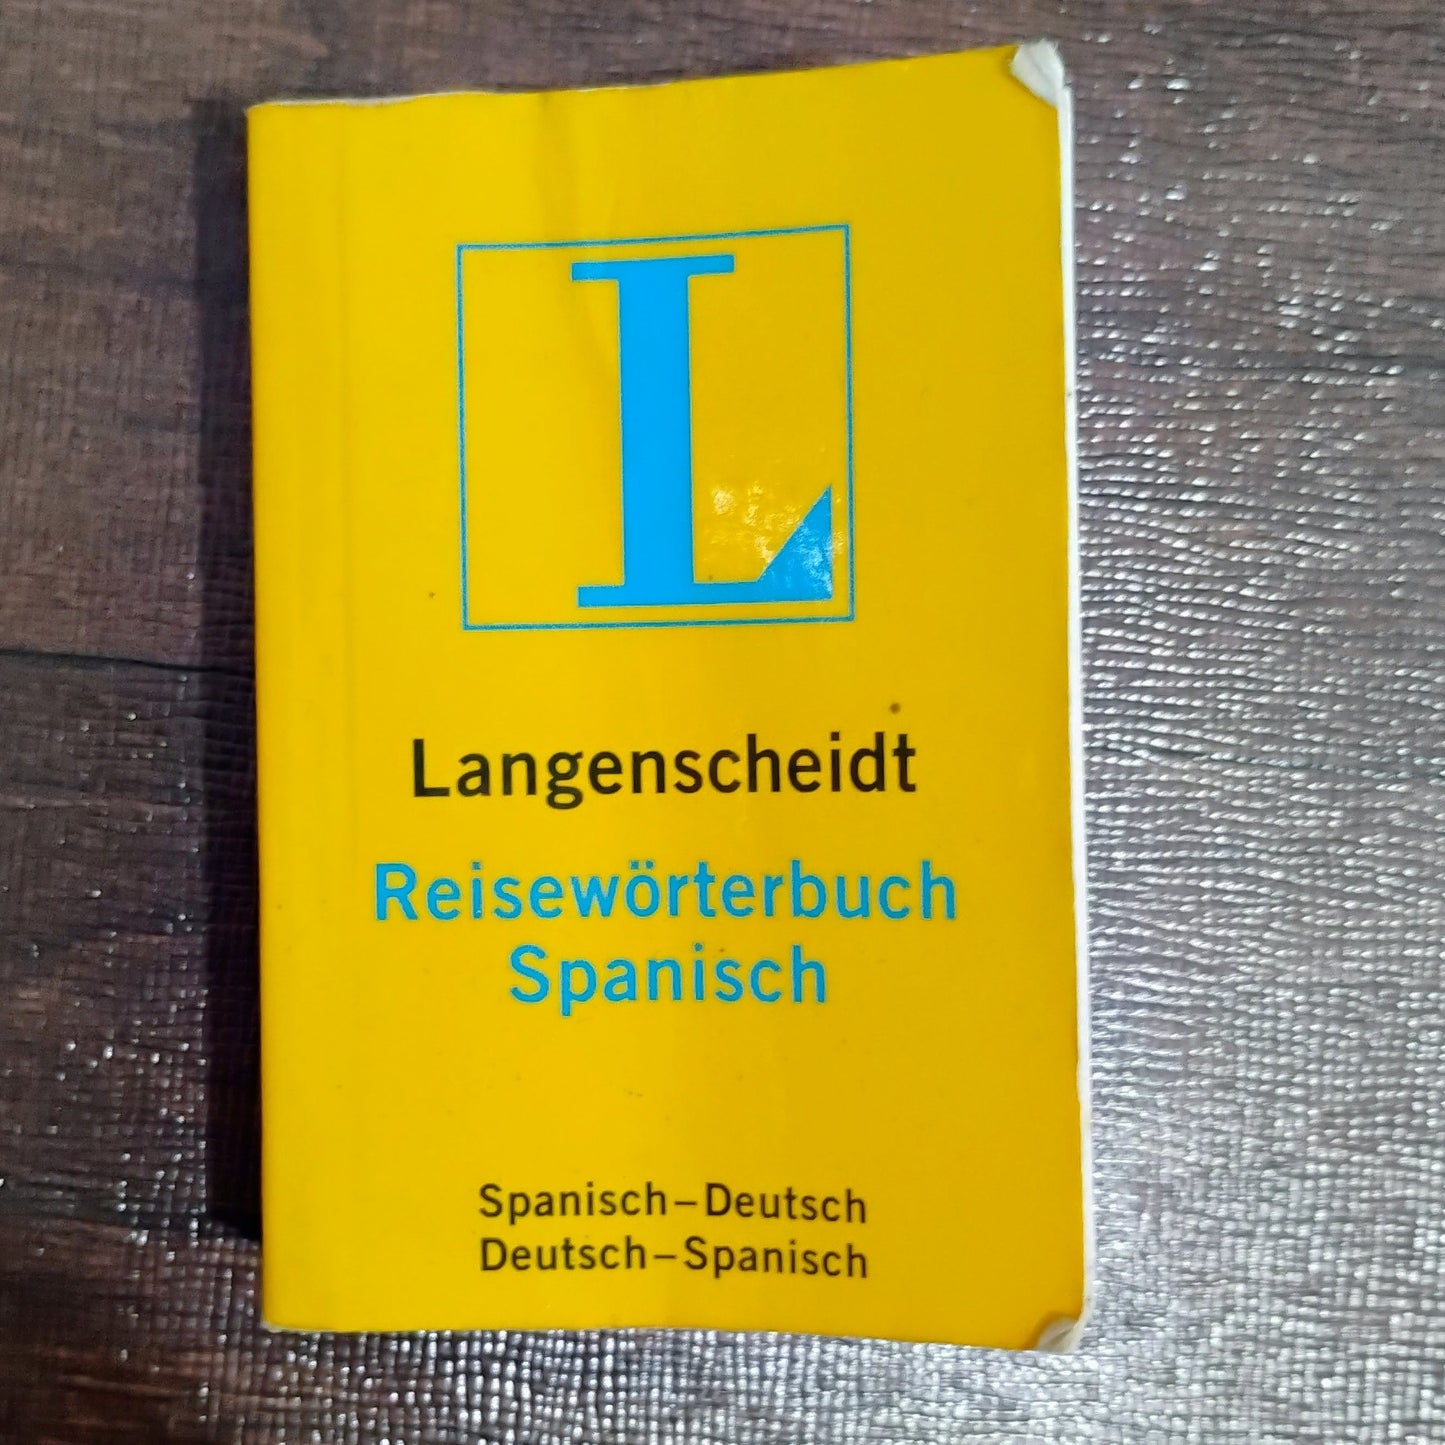 L
Langenscheidt
Reisewörterbuch
Spanisch
Spanisch–Deutsch
Deutsch–Spanisch